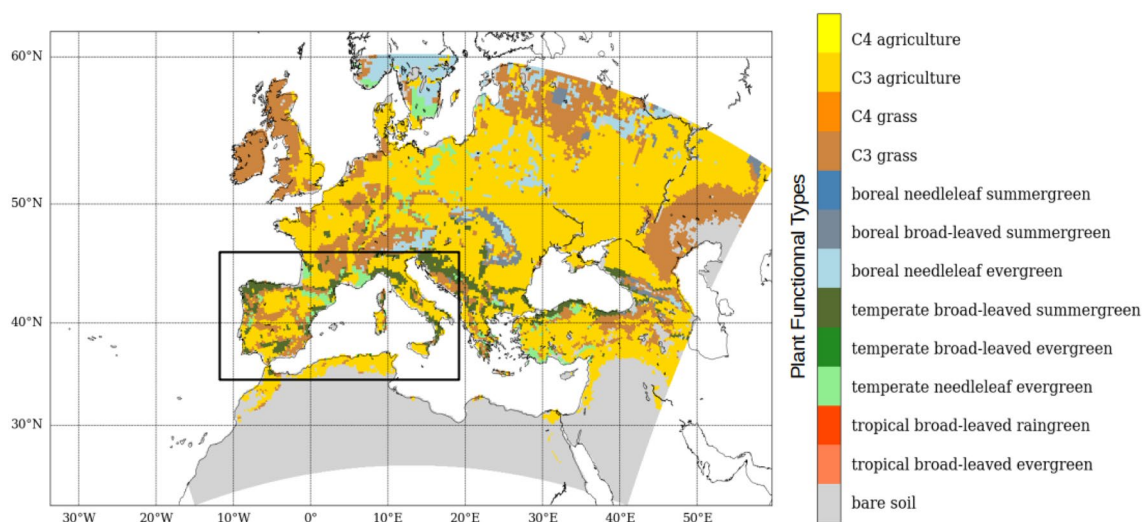 60°N
50°N
40°N
30°N
30°W 20°W 10°W 0° 10°E 20°E 30°E 40°E 50°E
Plant Functionnal Types
C4 agriculture
C3 agriculture
C4 grass
C3 grass
boreal needleleaf summergreen
boreal broad-leaved summergreen
boreal needleleaf evergreen
temperate broad-leaved summergreen
temperate broad-leaved evergreen
temperate needleleaf evergreen
tropical broad-leaved raingreen
tropical broad-leaved evergreen
bare soil